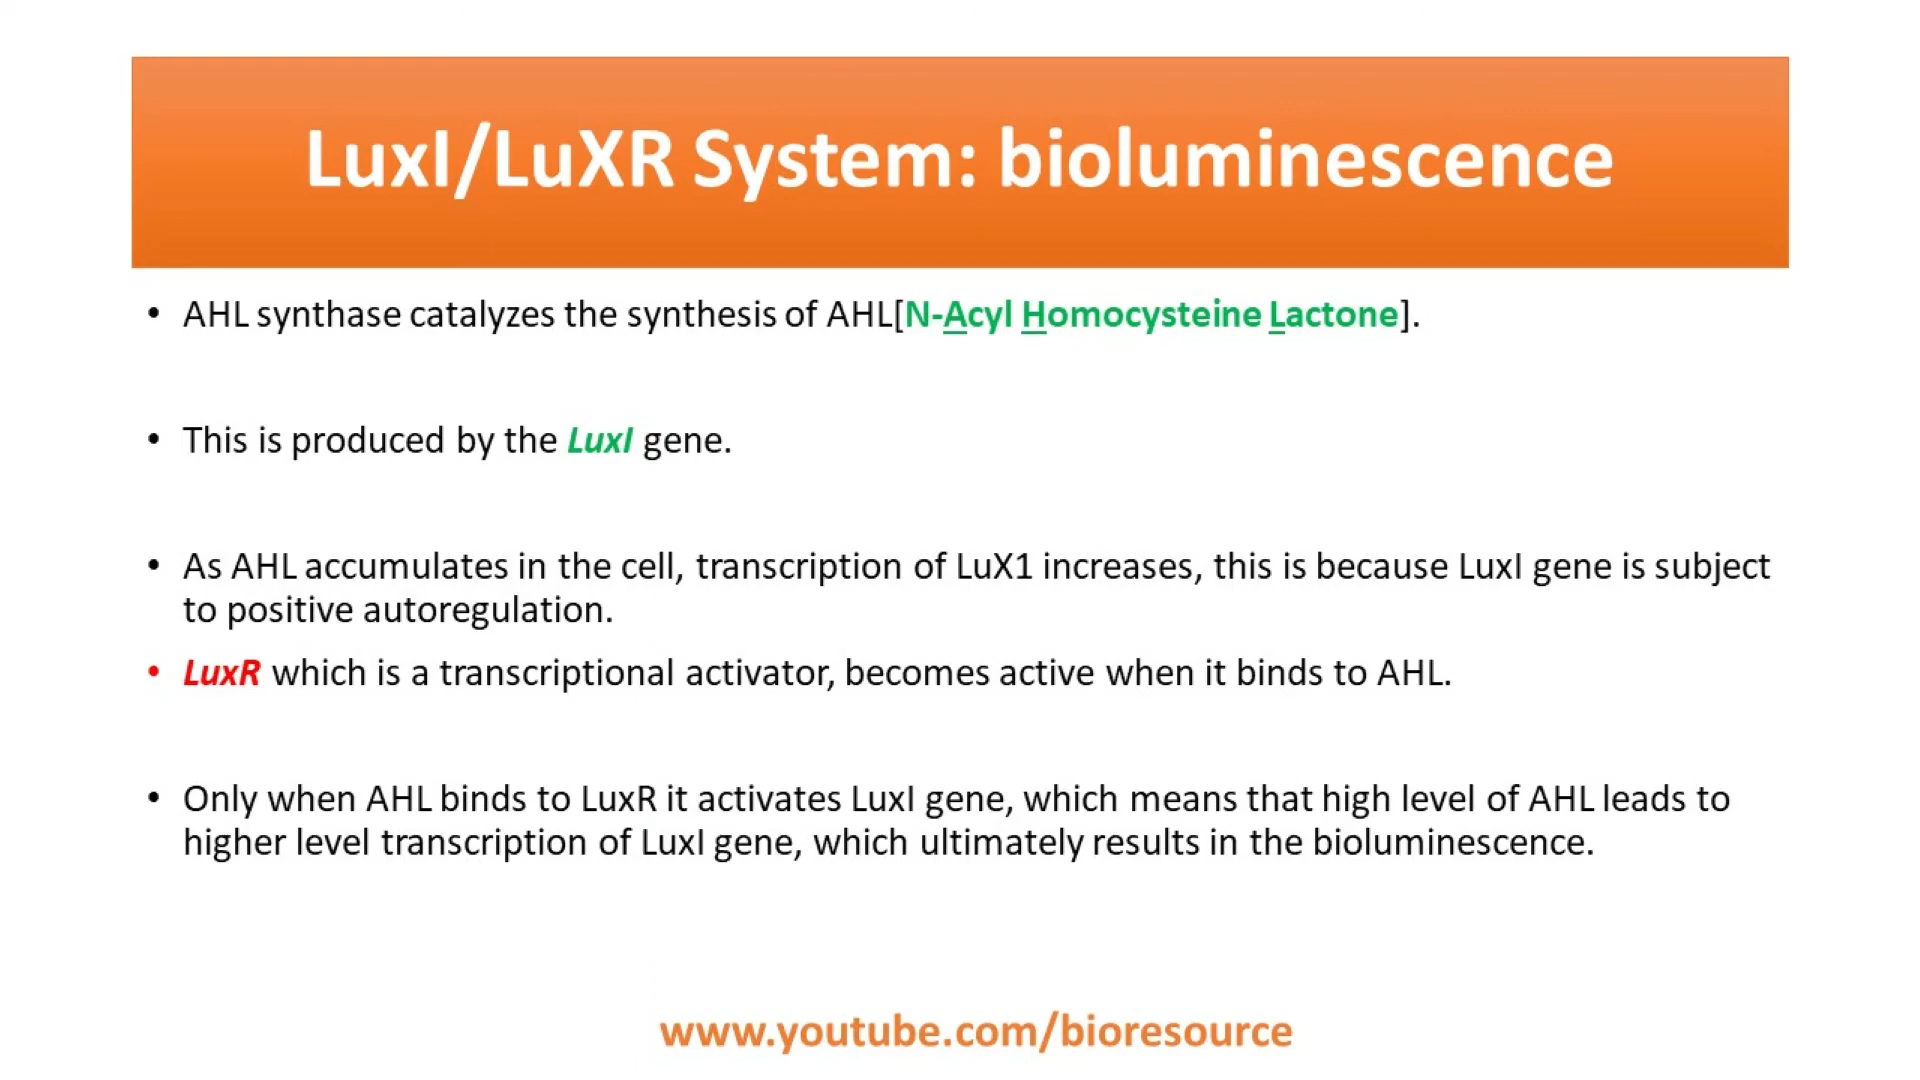 LuxI/LuXR System: bioluminescence
• AHL synthase catalyzes the synthesis of AHL[N-Acyl Homocysteine Lactone].
• This is produced by the LuxI gene.
• As AHL accumulates in the cell, transcription of LuX1 increases, this is because LuxI gene is subject
to positive autoregulation.
• LuxR which is a transcriptional activator, becomes active when it binds to AHL.
• Only when AHL binds to LuxR it activates LuxI gene, which means that high level of AHL leads to
higher level transcription of LuxI gene, which ultimately results in the bioluminescence.
www.youtube.com/bioresource